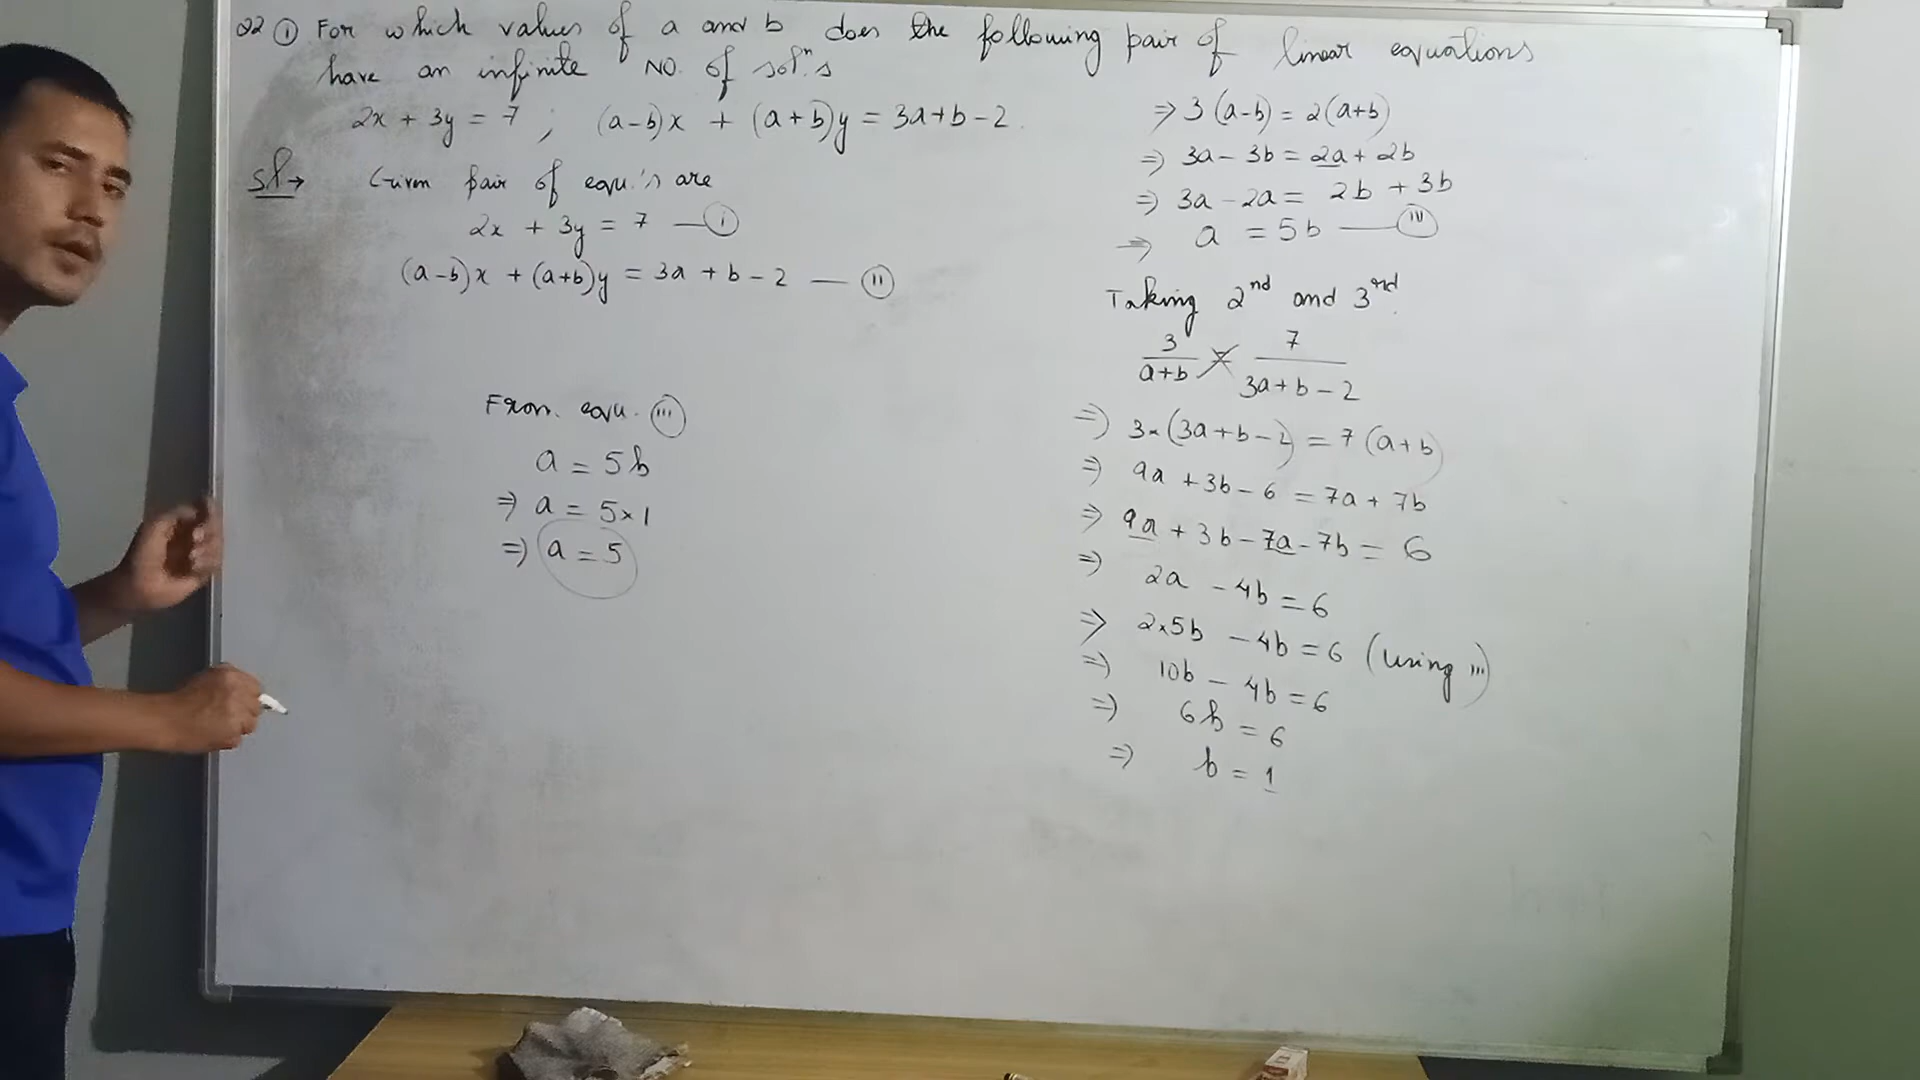 Q2 (i) For which values of a and b does the following pair of linear equations
have an infinite NO. of solⁿ.s
2x + 3y = 7 ; (a-b)x + (a+b)y = 3a+b-2.
Sol→ Given pair of equ.'s are
2x + 3y = 7 —(i)
(a-b)x + (a+b)y = 3a + b - 2 —(ii)
From equ. (iii)
a = 5b
⇒ a = 5×1
⇒ a = 5
⇒ 3(a-b) = 2(a+b)
⇒ 3a - 3b = 2a + 2b
⇒ 3a - 2a = 2b + 3b
⇒ a = 5b —(iii)
Taking 2nd and 3rd.
3/(a+b) = 7/(3a+b-2)
⇒ 3×(3a+b-2) = 7(a+b)
⇒ 9a + 3b - 6 = 7a + 7b
⇒ 9a + 3b - 7a - 7b = 6
⇒ 2a - 4b = 6
⇒ 2×5b - 4b = 6 (using iii)
⇒ 10b - 4b = 6
⇒ 6b = 6
⇒ b = 1